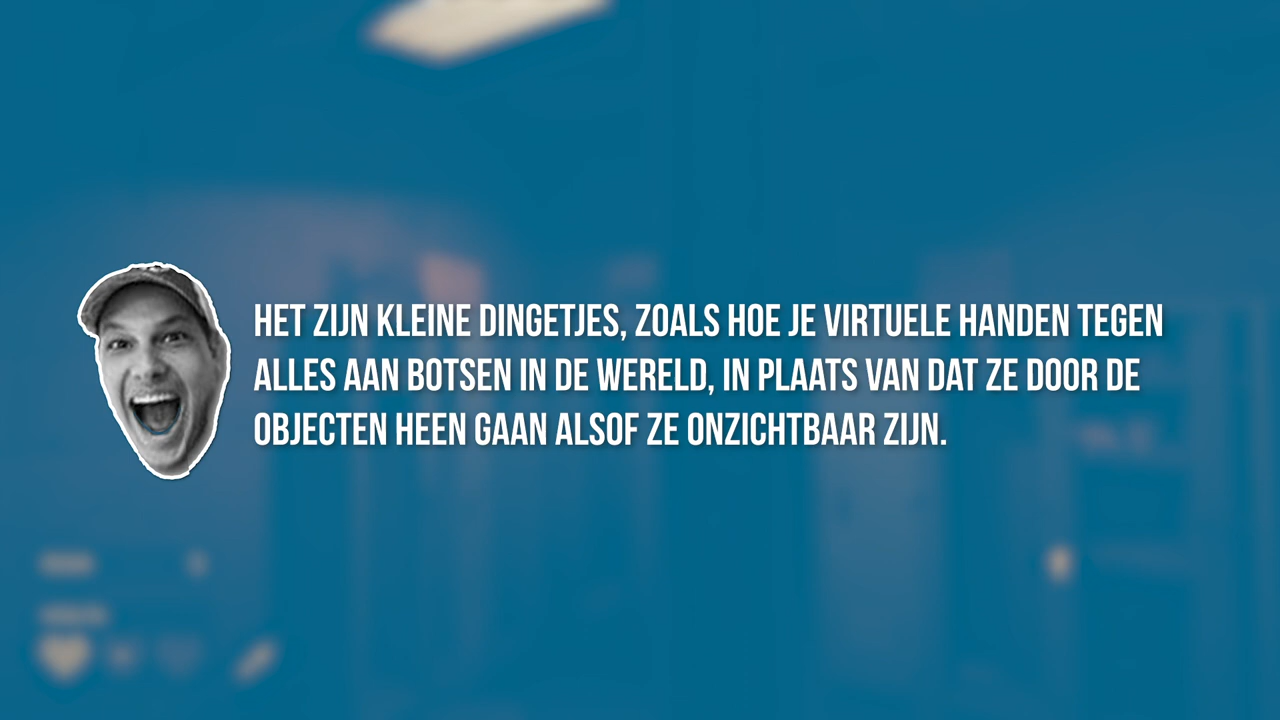 HET ZIJN KLEINE DINGETJES, ZOALS HOE JE VIRTUELE HANDEN TEGEN
ALLES AAN BOTSEN IN DE WERELD, IN PLAATS VAN DAT ZE DOOR DE
OBJECTEN HEEN GAAN ALSOF ZE ONZICHTBAAR ZIJN.